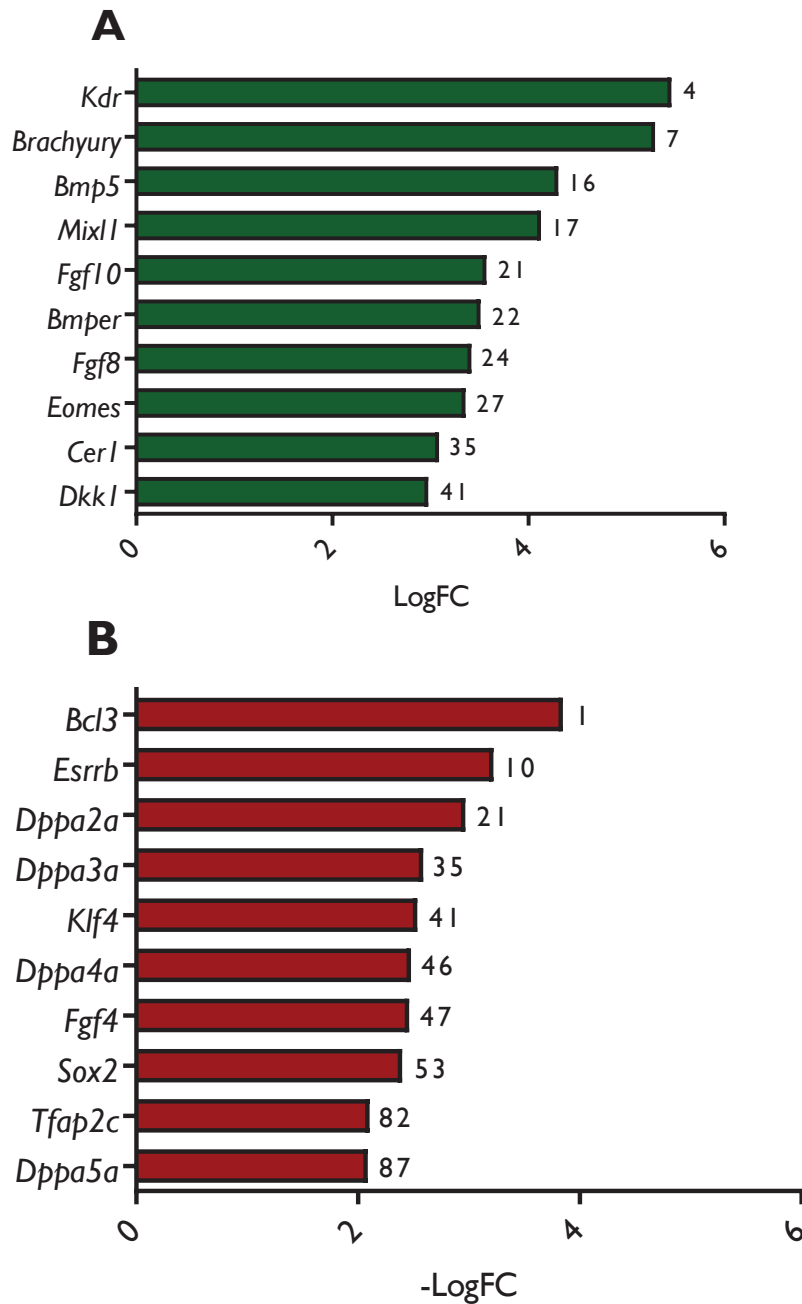 A
Kdr 4
Brachyury 7
Bmp5 16
Mixl1 17
Fgf10 21
Bmper 22
Fgf8 24
Eomes 27
Cer1 35
Dkk1 41
0 2 4 6
LogFC
B
Bcl3 1
Esrrb 10
Dppa2a 21
Dppa3a 35
Klf4 41
Dppa4a 46
Fgf4 47
Sox2 53
Tfap2c 82
Dppa5a 87
0 2 4 6
-LogFC